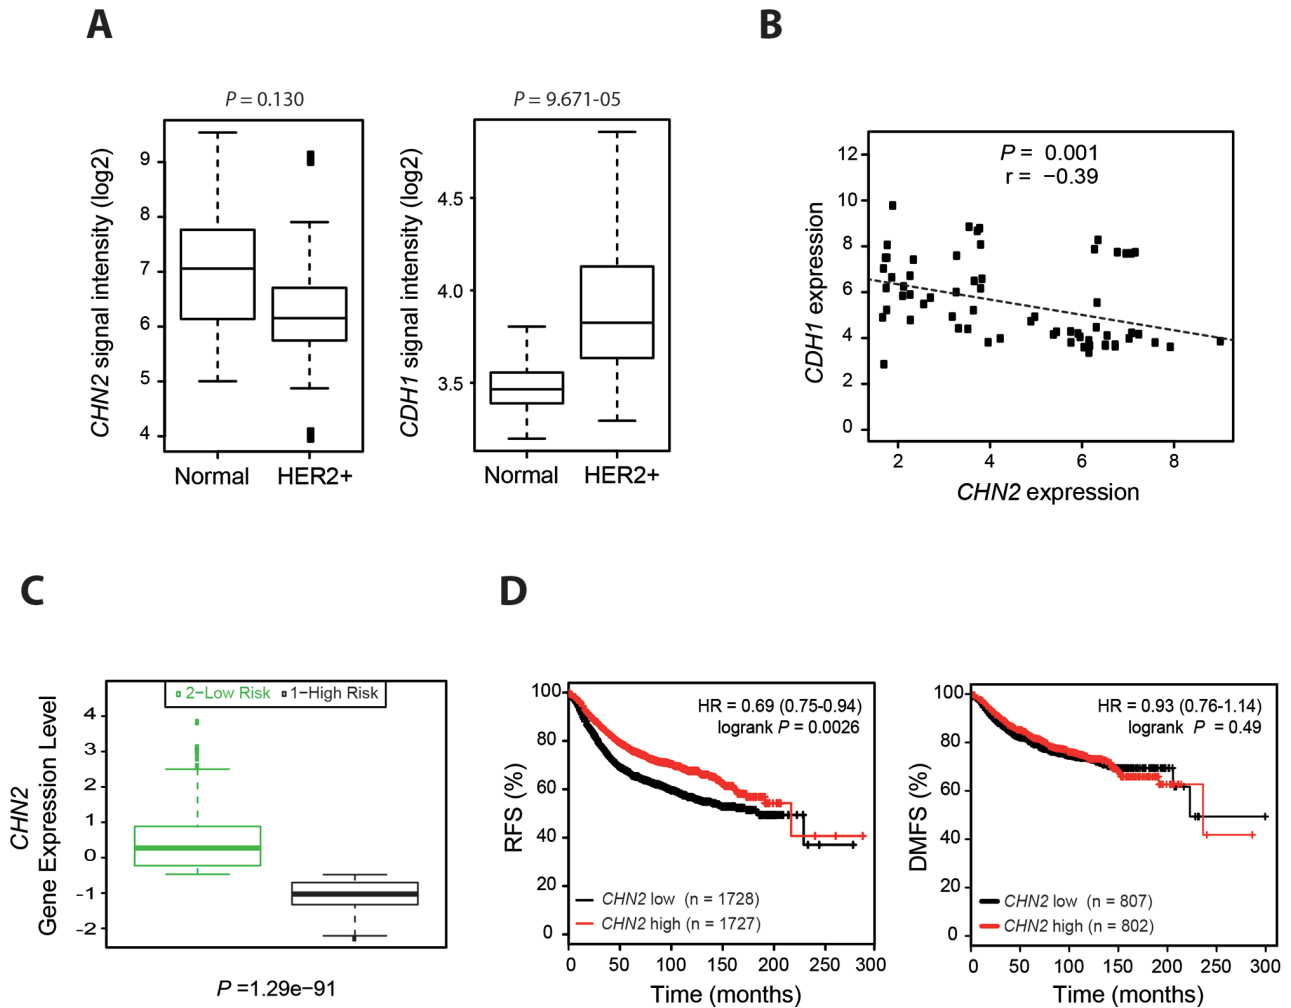 A
P = 0.130
CHN2 signal intensity (log2)
9
8
7
6
5
4
Normal
HER2+
P = 9.671-05
CDH1 signal intensity (log2)
4.5
4.0
3.5
Normal
HER2+
B
P = 0.001
r = −0.39
CDH1 expression
12
10
8
6
4
2
0
2
4
6
8
CHN2 expression
C
2−Low Risk
1−High Risk
CHN2
Gene Expression Level
4
3
2
1
0
-1
-2
P =1.29e−91
D
HR = 0.69 (0.75-0.94)
logrank P = 0.0026
RFS (%)
100
80
60
40
20
0
CHN2 low (n = 1728)
CHN2 high (n = 1727)
0
50
100
150
200
250
300
Time (months)
HR = 0.93 (0.76-1.14)
logrank P = 0.49
DMFS (%)
100
80
60
40
20
0
CHN2 low (n = 807)
CHN2 high (n = 802)
0
50
100
150
200
250
300
Time (months)